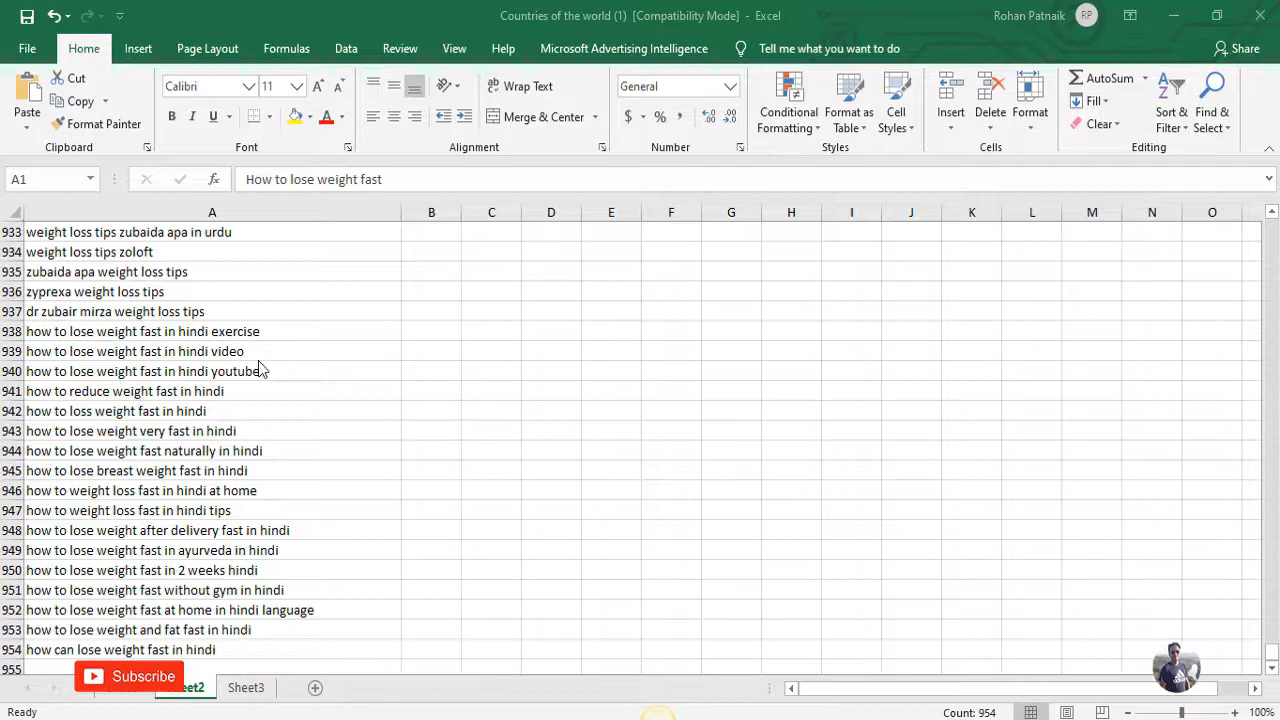 Countries of the world (1) [Compatibility Mode] - Excel
Rohan Patnaik RP
File Home Insert Page Layout Formulas Data Review View Help Microsoft Advertising Intelligence Tell me what you want to do Share
Paste
Cut
Copy
Format Painter
Clipboard
Calibri 11
B I U
Font
Wrap Text
Merge & Center
Alignment
General
$ % ,
Number
Conditional Formatting
Format as Table
Cell Styles
Styles
Insert
Delete
Format
Cells
AutoSum
Fill
Clear
Sort & Filter
Find & Select
Editing
A1 fx How to lose weight fast
A B C D E F G H I J K L M N O
933 weight loss tips zubaida apa in urdu
934 weight loss tips zoloft
935 zubaida apa weight loss tips
936 zyprexa weight loss tips
937 dr zubair mirza weight loss tips
938 how to lose weight fast in hindi exercise
939 how to lose weight fast in hindi video
940 how to lose weight fast in hindi youtube
941 how to reduce weight fast in hindi
942 how to loss weight fast in hindi
943 how to lose weight very fast in hindi
944 how to lose weight fast naturally in hindi
945 how to lose breast weight fast in hindi
946 how to weight loss fast in hindi at home
947 how to weight loss fast in hindi tips
948 how to lose weight after delivery fast in hindi
949 how to lose weight fast in ayurveda in hindi
950 how to lose weight fast in 2 weeks hindi
951 how to lose weight fast without gym in hindi
952 how to lose weight fast at home in hindi language
953 how to lose weight and fat fast in hindi
954 how can lose weight fast in hindi
955
Subscribe
Sheet3
Ready
Count: 954
100%